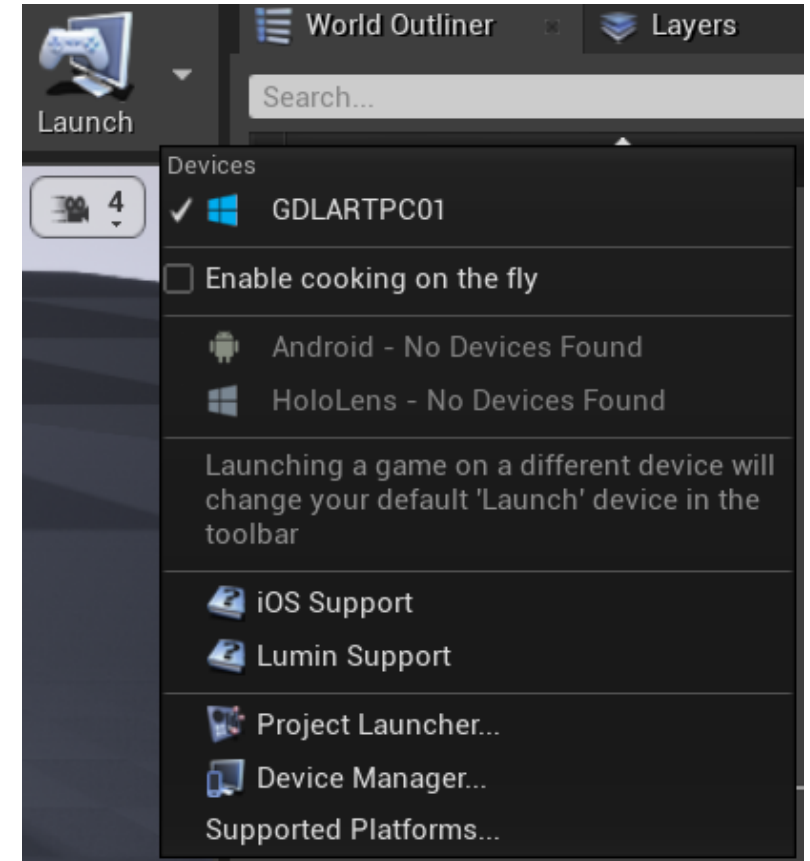 World Outliner
Layers
Search...
Launch
Devices
4
GDLARTPC01
Enable cooking on the fly
Android - No Devices Found
HoloLens - No Devices Found
Launching a game on a different device will
change your default 'Launch' device in the
toolbar
iOS Support
Lumin Support
Project Launcher...
Device Manager...
Supported Platforms...